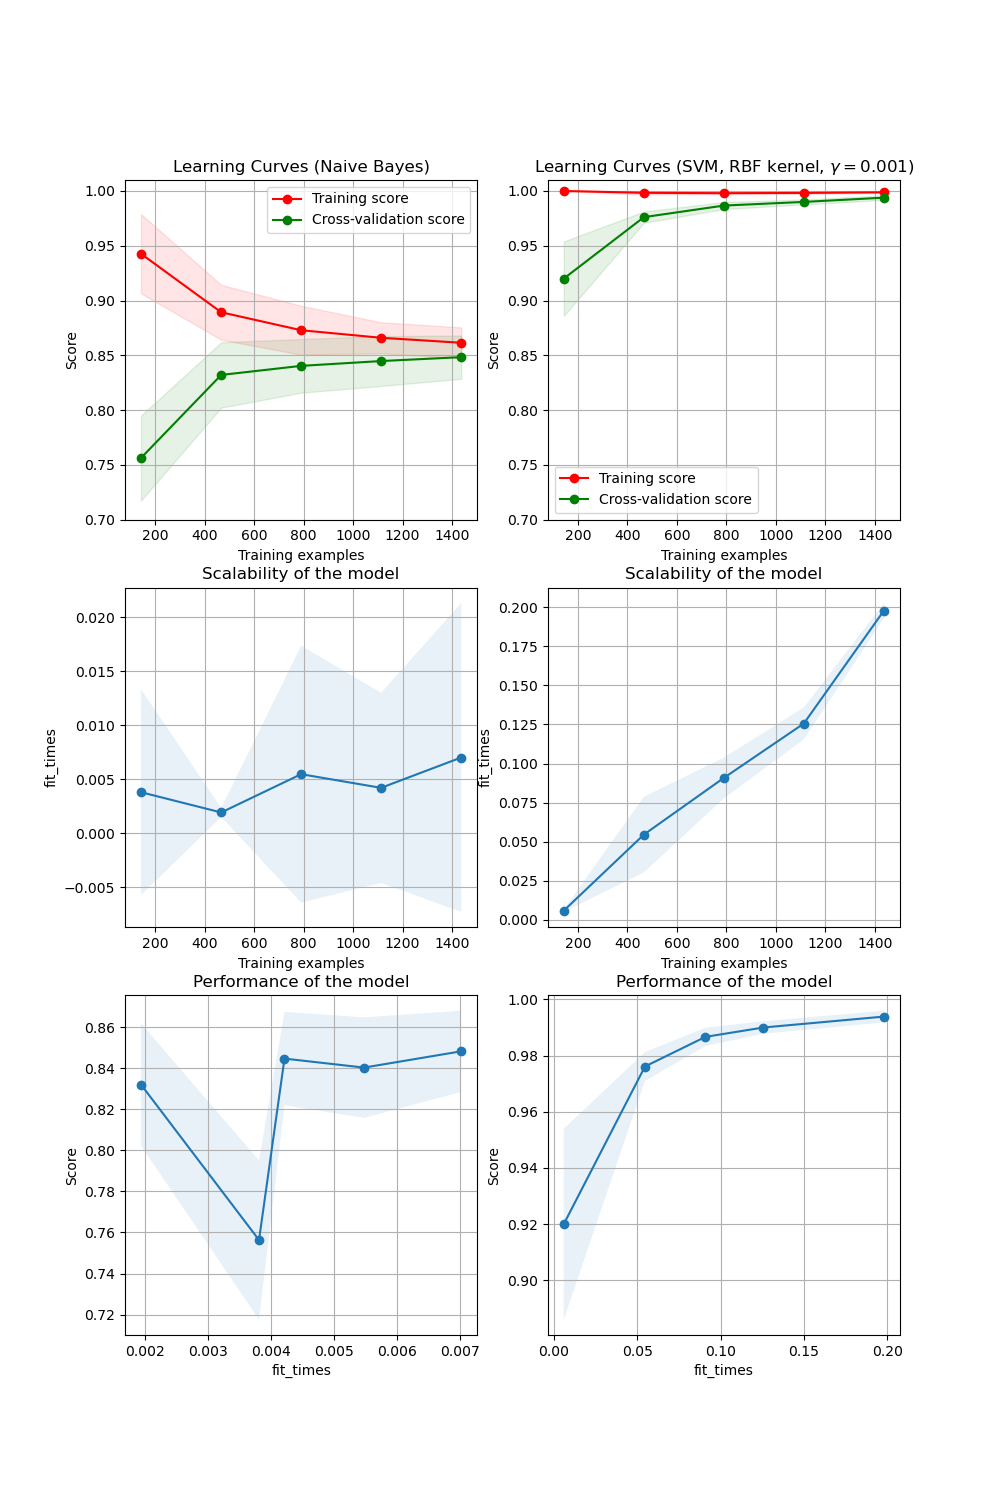 Learning Curves (Naive Bayes)
1.00
0.95
0.90
0.85
0.80
0.75
0.70
Score
Training score
Cross-validation score
200 400 600 800 1000 1200 1400
Training examples
Learning Curves (SVM, RBF kernel, γ = 0.001)
1.00
0.95
0.90
0.85
0.80
0.75
0.70
Score
Training score
Cross-validation score
200 400 600 800 1000 1200 1400
Training examples
Scalability of the model
0.020
0.015
0.010
0.005
0.000
−0.005
fit_times
200 400 600 800 1000 1200 1400
Training examples
Scalability of the model
0.200
0.175
0.150
0.125
0.100
0.075
0.050
0.025
0.000
fit_times
200 400 600 800 1000 1200 1400
Training examples
Performance of the model
0.86
0.84
0.82
0.80
0.78
0.76
0.74
0.72
Score
0.002 0.003 0.004 0.005 0.006 0.007
fit_times
Performance of the model
1.00
0.98
0.96
0.94
0.92
0.90
Score
0.00 0.05 0.10 0.15 0.20
fit_times